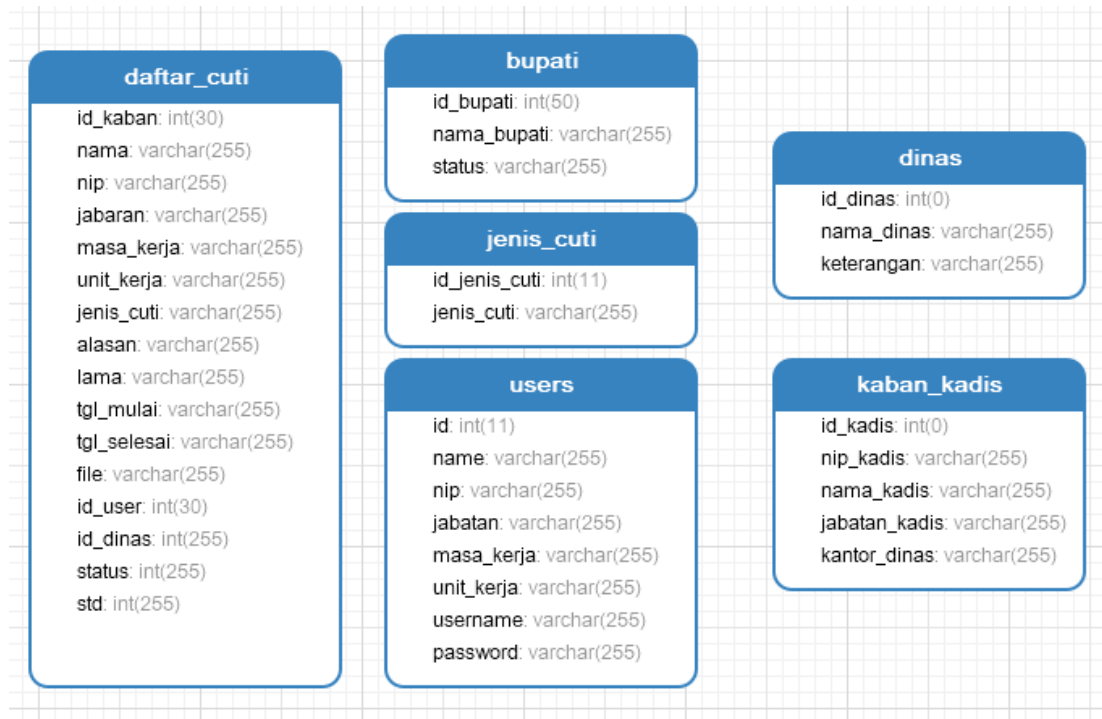 daftar_cuti
id_kaban: int(30)
nama: varchar(255)
nip: varchar(255)
jabaran: varchar(255)
masa_kerja: varchar(255)
unit_kerja: varchar(255)
jenis_cuti: varchar(255)
alasan: varchar(255)
lama: varchar(255)
tgl_mulai: varchar(255)
tgl_selesai: varchar(255)
file: varchar(255)
id_user: int(30)
id_dinas: int(255)
status: int(255)
std: int(255)
bupati
id_bupati: int(50)
nama_bupati: varchar(255)
status: varchar(255)
jenis_cuti
id_jenis_cuti: int(11)
jenis_cuti: varchar(255)
users
id: int(11)
name: varchar(255)
nip: varchar(255)
jabatan: varchar(255)
masa_kerja: varchar(255)
unit_kerja: varchar(255)
username: varchar(255)
password: varchar(255)
dinas
id_dinas: int(0)
nama_dinas: varchar(255)
keterangan: varchar(255)
kaban_kadis
id_kadis: int(0)
nip_kadis: varchar(255)
nama_kadis: varchar(255)
jabatan_kadis: varchar(255)
kantor_dinas: varchar(255)